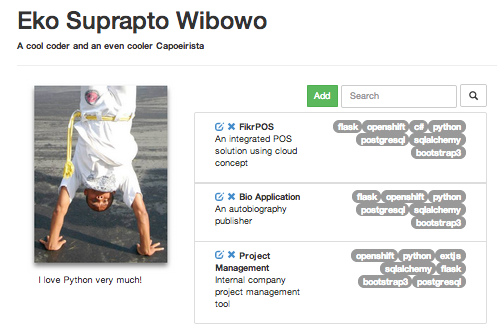 Eko Suprapto Wibowo
A cool coder and an even cooler Capoeirista
Add Search
FikrPOS
An integrated POS
solution using cloud
concept
flask openshift c# python
postgresql sqlalchemy
bootstrap3
Bio Application
An autobiography
publisher
flask openshift python
postgresql sqlalchemy
bootstrap3
Project
Management
Internal company
project management
tool
openshift python extjs
sqlalchemy flask
bootstrap3 postgresql
I love Python very much!